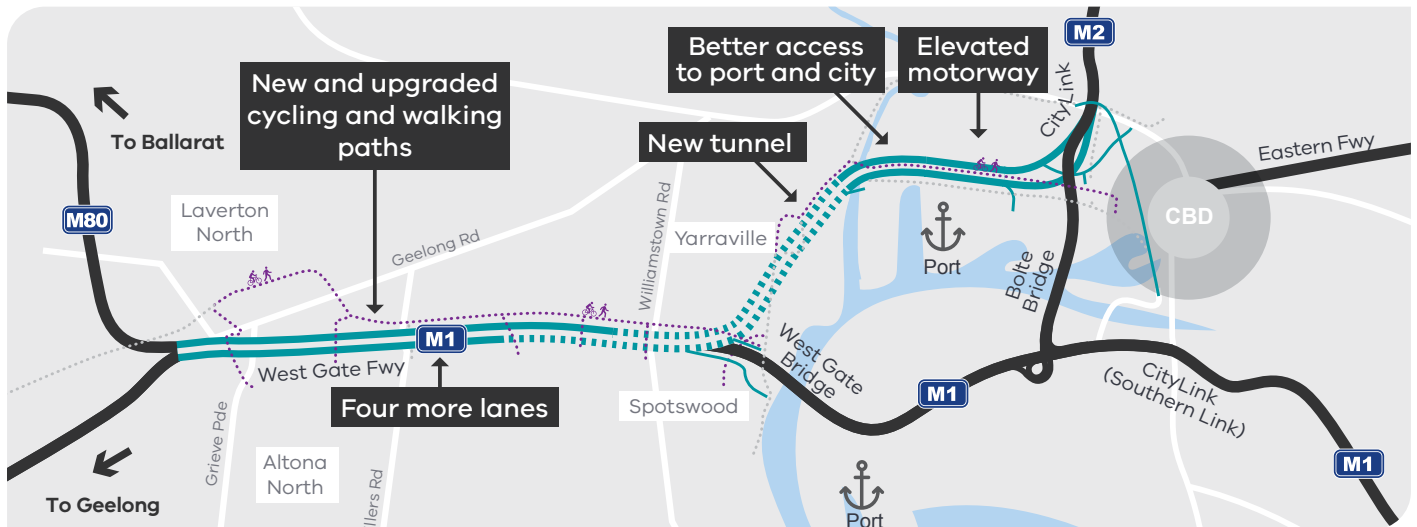 M2
Better access
to port and city
Elevated
motorway
New and upgraded
cycling and walking
paths
CityLink
To Ballarat
New tunnel
Eastern Fwy
M80
Laverton
North
Williamstown Rd
CBD
Yarraville
Geelong Rd
Port
Bolte
Bridge
M1
West Gate
Bridge
West Gate Fwy
CityLink
(Southern Link)
M1
Four more lanes
Spotswood
Grieve Pde
Altona
North
M1
To Geelong
llers Rd
Port